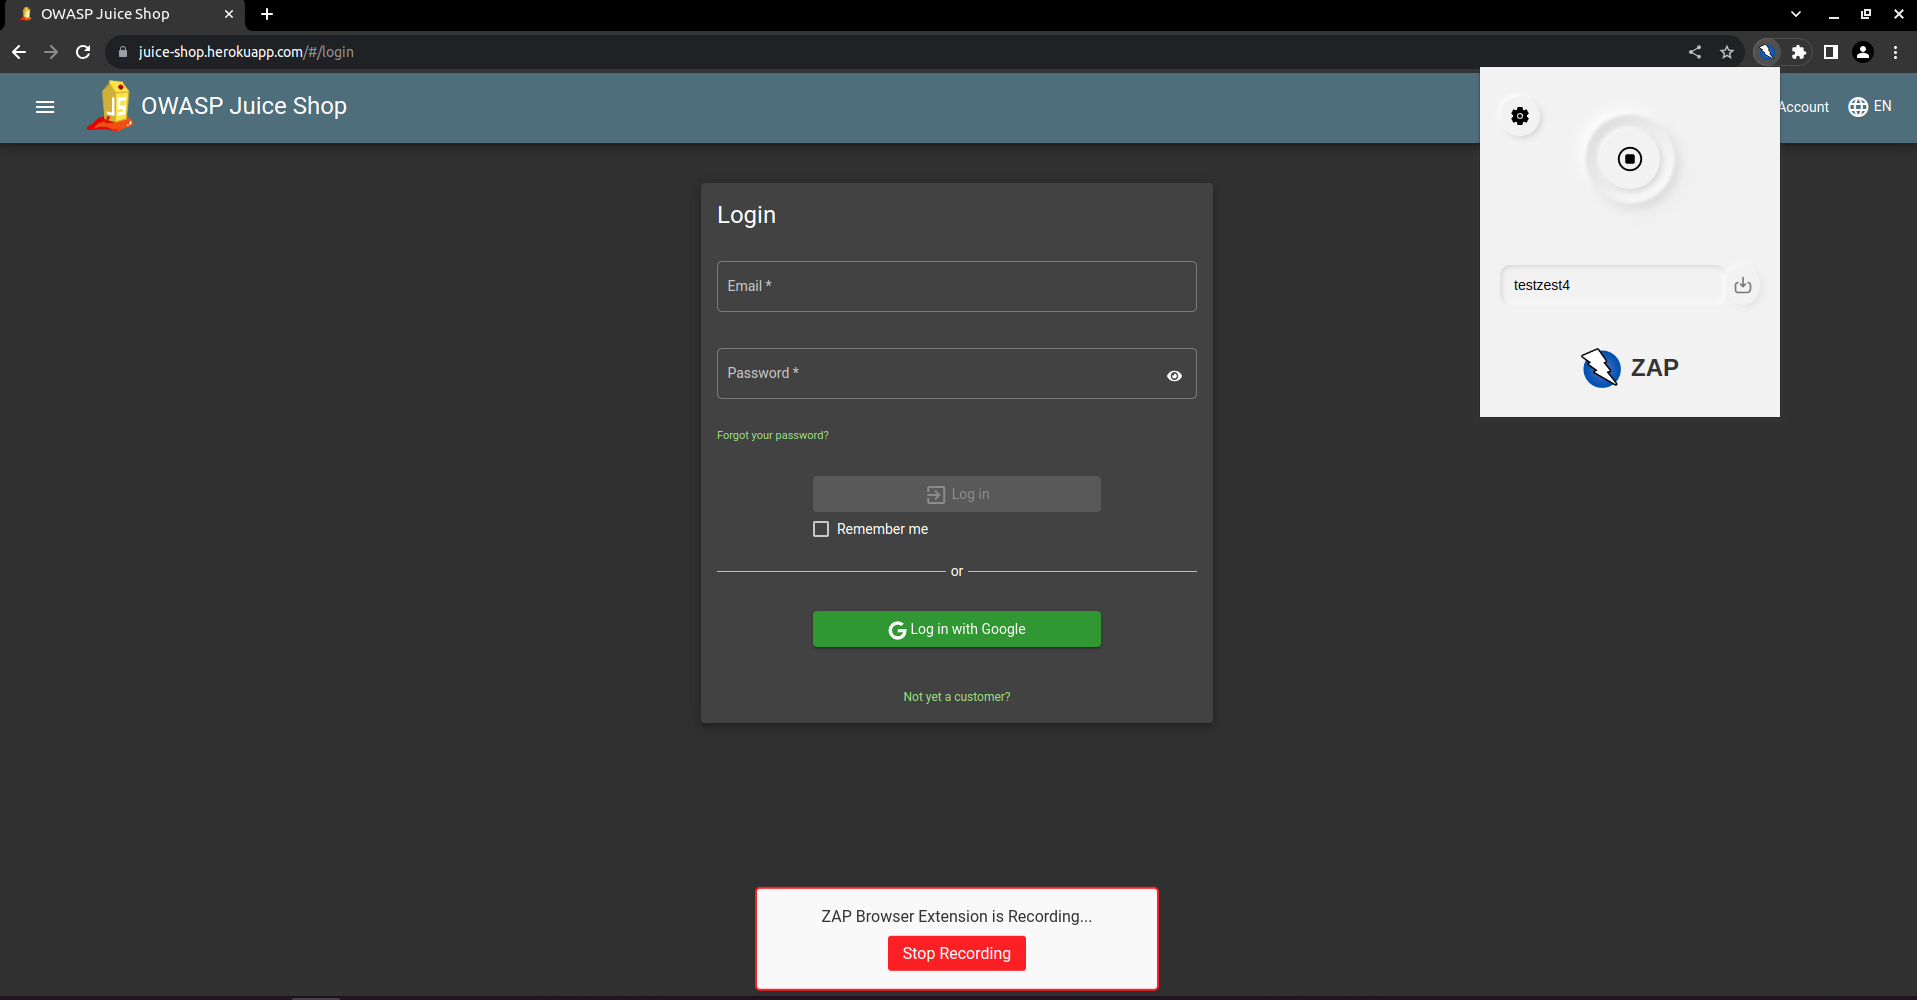 OWASP Juice Shop
juice-shop.herokuapp.com/#/login
JS
OWASP Juice Shop
Account
EN
testzest4
ZAP
Login
Email *
Password *
Forgot your password?
Log in
Remember me
or
G Log in with Google
Not yet a customer?
ZAP Browser Extension is Recording...
Stop Recording